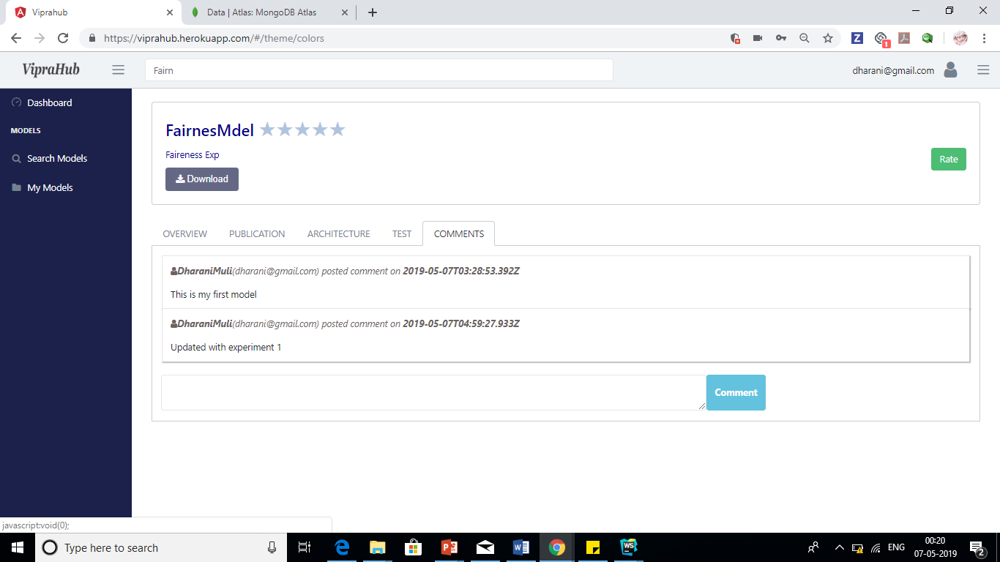 Viprahub
Data | Atlas: MongoDB Atlas
https://viprahub.herokuapp.com/#/theme/colors
Z
1
VipraHub
Fairn
dharani@gmail.com
Dashboard
MODELS
Search Models
My Models
FairnesMdel
Faireness Exp
Download
Rate
OVERVIEW PUBLICATION ARCHITECTURE TEST COMMENTS
DharaniMuli(dharani@gmail.com) posted comment on 2019-05-07T03:28:53.392Z
This is my first model
DharaniMuli(dharani@gmail.com) posted comment on 2019-05-07T04:59:27.933Z
Updated with experiment 1
Comment
javascript:void(0);
Type here to search
WS
ENG
00:20
07-05-2019
2